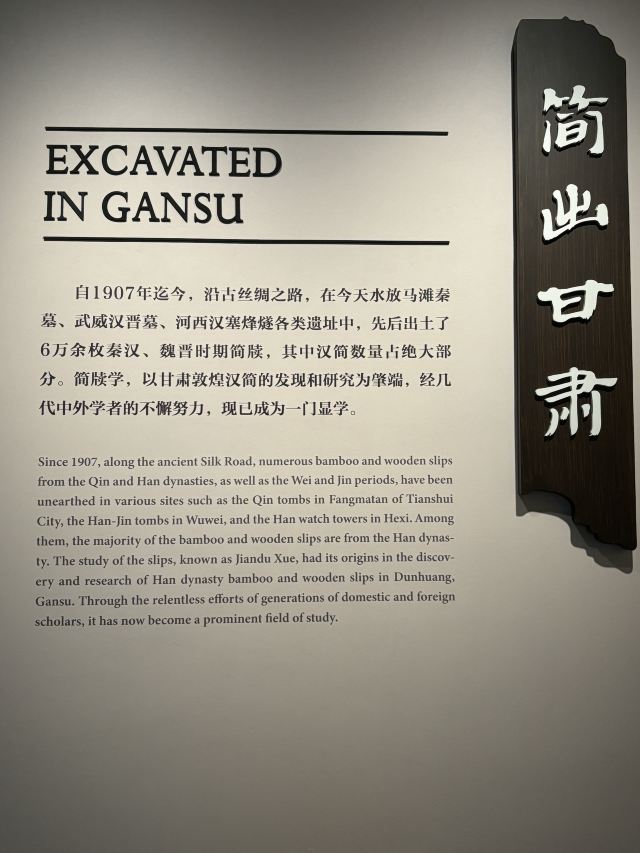 EXCAVATED
IN GANSU
自1907年迄今，沿古丝绸之路，在今天水放马滩秦
墓、武威汉晋墓、河西汉塞烽燧各类遗址中，先后出土了
6万余枚秦汉、魏晋时期简牍，其中汉简数量占绝大部
分。简牍学，以甘肃敦煌汉简的发现和研究为肇端，经几
代中外学者的不懈努力，现已成为一门显学。
Since 1907, along the ancient Silk Road, numerous bamboo and wooden slips
from the Qin and Han dynasties, as well as the Wei and Jin periods, have been
unearthed in various sites such as the Qin tombs in Fangmatan of Tianshui
City, the Han-Jin tombs in Wuwei, and the Han watch towers in Hexi. Among
them, the majority of the bamboo and wooden slips are from the Han dynas-
ty. The study of the slips, known as Jiandu Xue, had its origins in the discov-
ery and research of Han dynasty bamboo and wooden slips in Dunhuang,
Gansu. Through the relentless efforts of generations of domestic and foreign
scholars, it has now become a prominent field of study.
简出甘肃